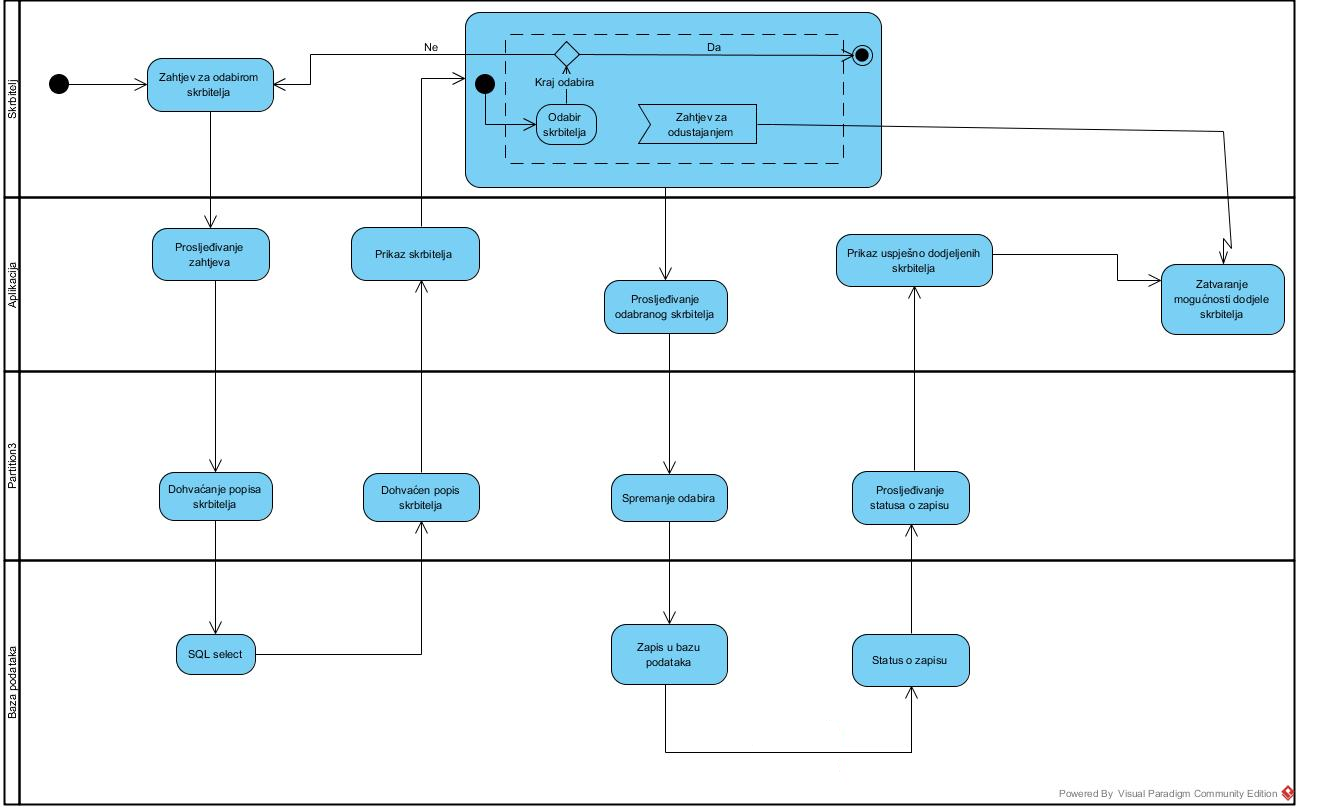 Skrbitelj
Zahtjev za odabirom
skrbitelja
Ne
Da
Kraj odabira
Odabir
skrbitelja
Zahtjev za
odustajanjem
Aplikacija
Prosljeđivanje
zahtjeva
Prikaz skrbitelja
Prosljeđivanje
odabranog skrbitelja
Prikaz uspješno dodjeljenih
skrbitelja
Zatvaranje
mogućnosti dodjele
skrbitelja
Partition3
Dohvaćanje popisa
skrbitelja
Dohvaćen popis
skrbitelja
Spremanje odabira
Prosljeđivanje
statusa o zapisu
Baza podataka
SQL select
Zapis u bazu
podataka
Status o zapisu
Powered By Visual Paradigm Community Edition